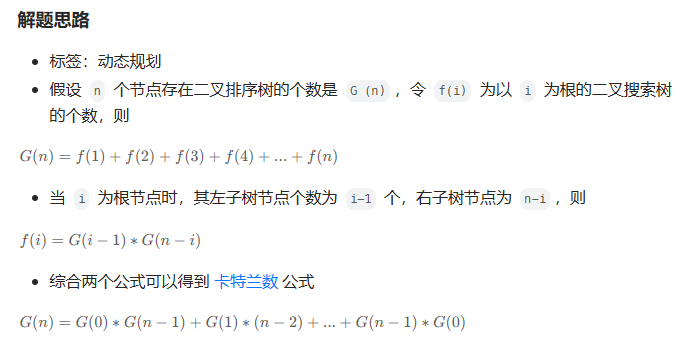 解题思路
标签：动态规划
假设 n 个节点存在二叉排序树的个数是 G (n)，令 f(i) 为以 i 为根的二叉搜索树
的个数，则
G(n) = f(1) + f(2) + f(3) + f(4) + ... + f(n)
当 i 为根节点时，其左子树节点个数为 i-1 个，右子树节点为 n-i，则
f(i) = G(i − 1) * G(n − i)
综合两个公式可以得到 卡特兰数 公式
G(n) = G(0) * G(n − 1) + G(1) * (n − 2) + ... + G(n − 1) * G(0)